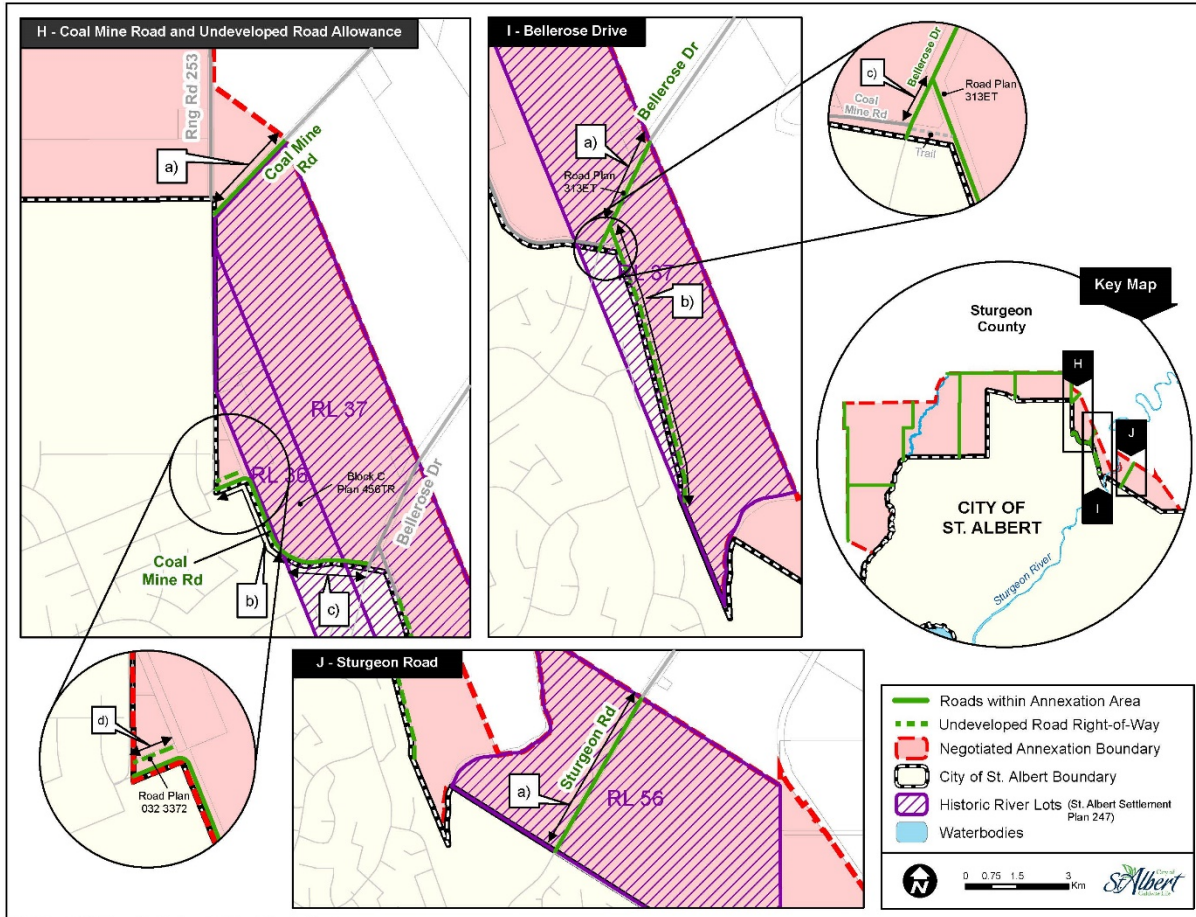 H - Coal Mine Road and Undeveloped Road Allowance
Rng Rd 253
a)
Coal Mine
Rd
RL 37
RL 36
Block C
Plan 456TR
Bellerose Dr
Coal
Mine Rd
b)
c)
d)
Road Plan
032 3372
I - Bellerose Drive
Bellerose Dr
a)
Road Plan
313ET
RL 37
b)
c)
Bellerose Dr
Road Plan
313ET
Coal
Mine Rd
Trail
Key Map
Sturgeon
County
H
J
I
CITY OF
ST. ALBERT
Sturgeon River
J - Sturgeon Road
Sturgeon Rd
a)
RL 56
Roads within Annexation Area
Undeveloped Road Right-of-Way
Negotiated Annexation Boundary
City of St. Albert Boundary
Historic River Lots (St. Albert Settlement
Plan 247)
Waterbodies
N
0 0.75 1.5 3
Km
City of
St. Albert